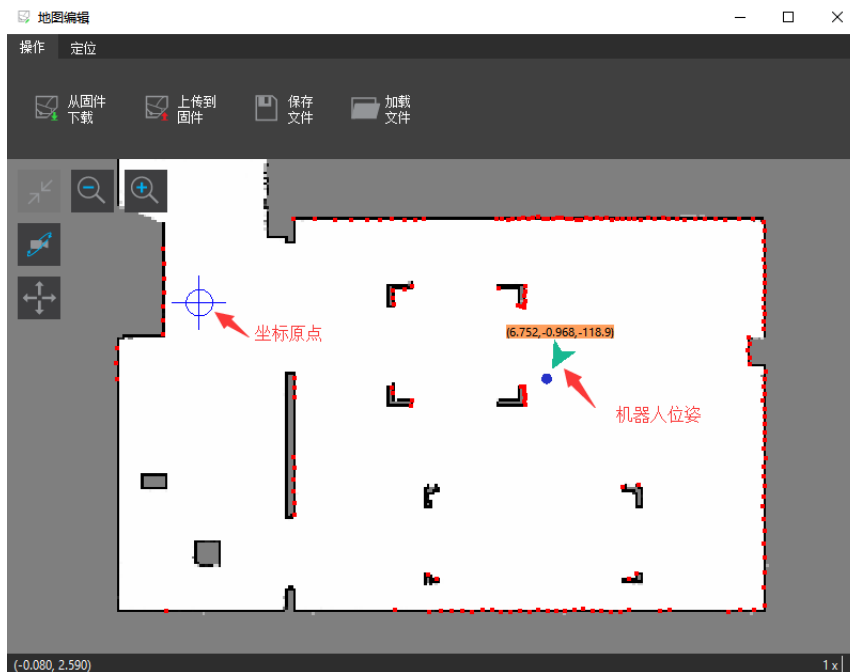 地图编辑
操作 定位
从固件
下载
上传到
固件
保存
文件
加载
文件
坐标原点
(6.752,-0.968,-118.9)
机器人位姿
(-0.080, 2.590)
1 x